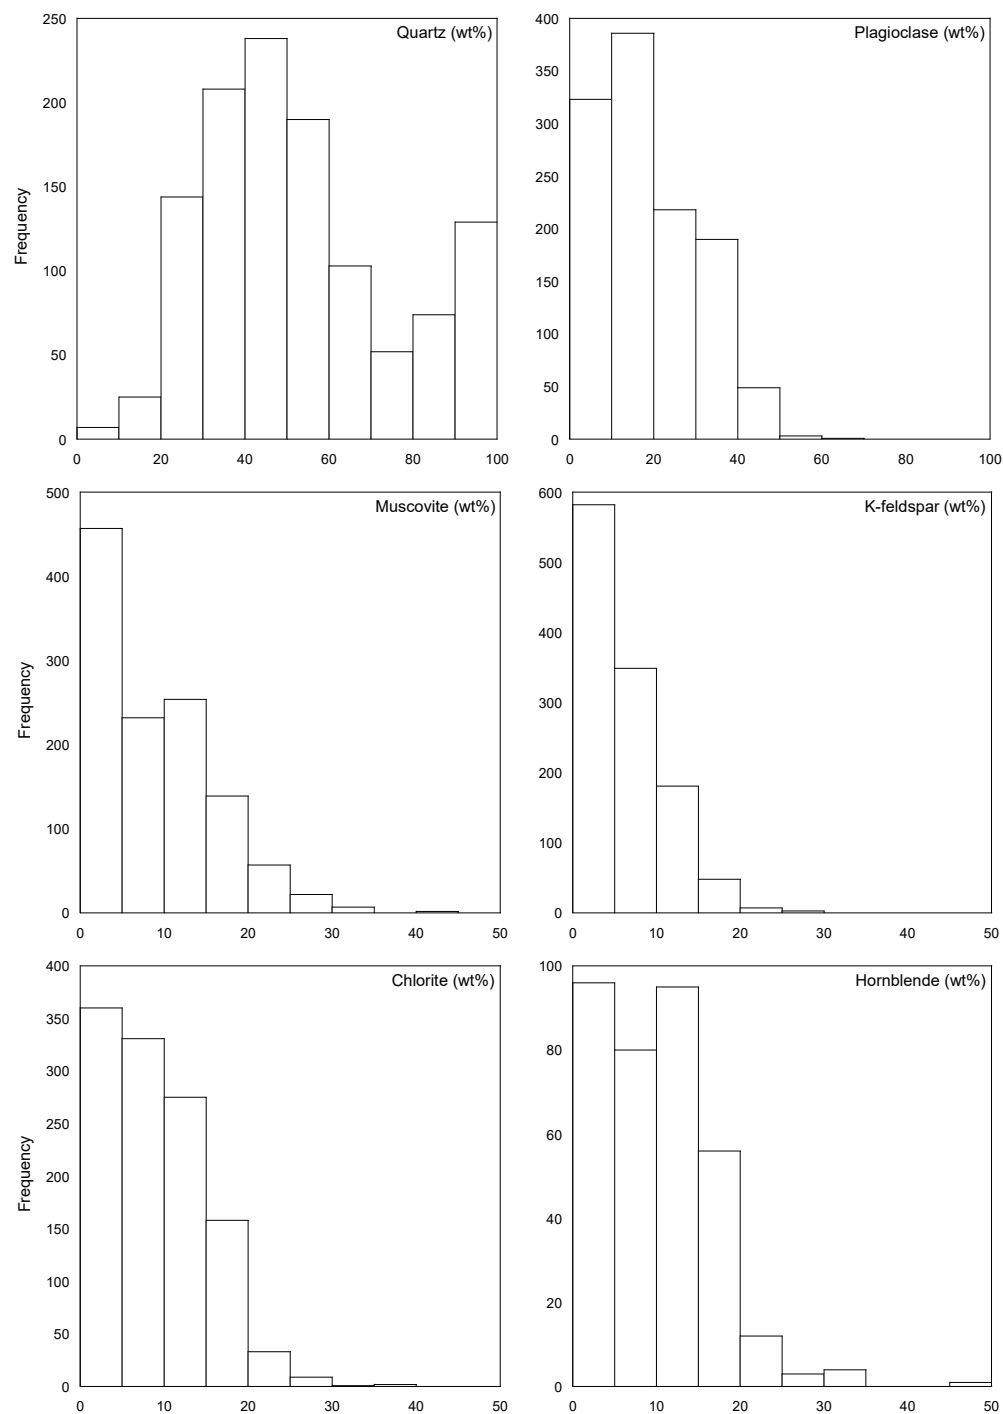 250
200
150
100
50
0
Frequency
Quartz (wt%)
0 20 40 60 80 100
400
350
300
250
200
150
100
50
0
Plagioclase (wt%)
0 20 40 60 80 100
500
400
300
200
100
0
Frequency
Muscovite (wt%)
0 10 20 30 40 50
600
500
400
300
200
100
0
K-feldspar (wt%)
0 10 20 30 40 50
400
350
300
250
200
150
100
50
0
Frequency
Chlorite (wt%)
0 10 20 30 40 50
100
80
60
40
20
0
Hornblende (wt%)
0 10 20 30 40 50